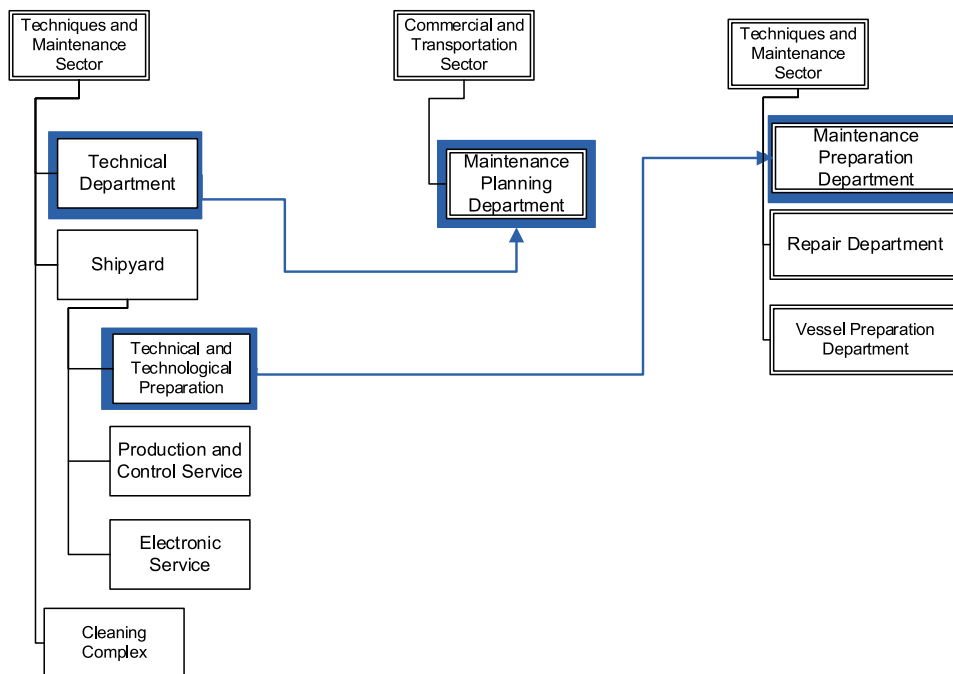 Techniques and
Maintenance
Sector
Technical
Department
Shipyard
Technical and
Technological
Preparation
Production and
Control Service
Electronic
Service
Cleaning
Complex
Commercial and
Transportation
Sector
Maintenance
Planning
Department
Techniques and
Maintenance
Sector
Maintenance
Preparation
Department
Repair Department
Vessel Preparation
Department